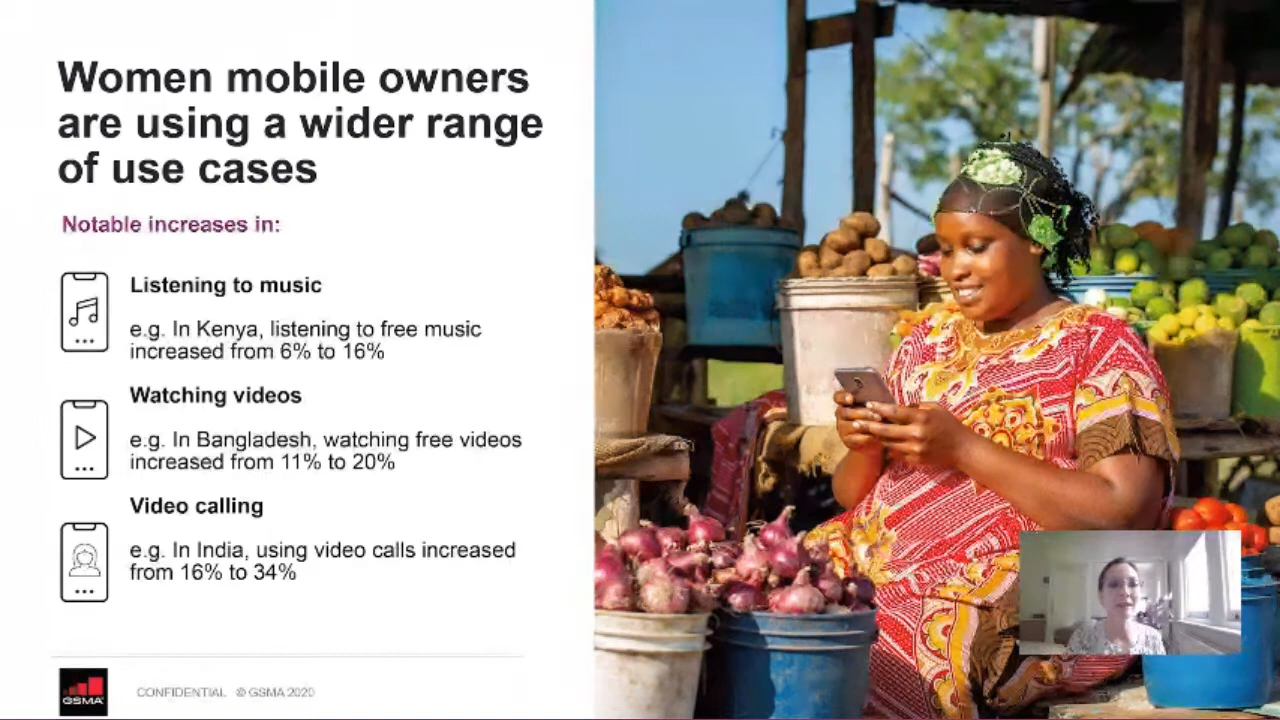 Women mobile owners
are using a wider range
of use cases
Notable increases in:
Listening to music
e.g. In Kenya, listening to free music
increased from 6% to 16%
Watching videos
e.g. In Bangladesh, watching free videos
increased from 11% to 20%
Video calling
e.g. In India, using video calls increased
from 16% to 34%
GSMA
CONFIDENTIAL © GSMA 2020